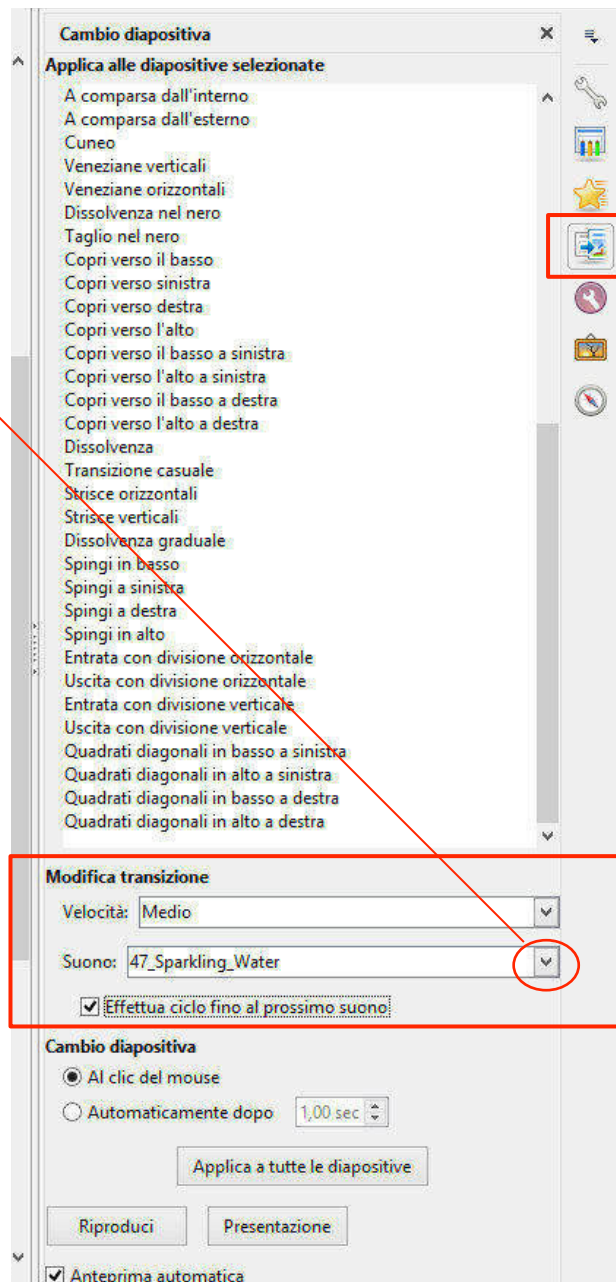 Cambio diapositiva
Applica alle diapositive selezionate
A comparsa dall'interno
A comparsa dall'esterno
Cuneo
Veneziane verticali
Veneziane orizzontali
Dissolvenza nel nero
Taglio nel nero
Copri verso il basso
Copri verso sinistra
Copri verso destra
Copri verso l'alto
Copri verso il basso a sinistra
Copri verso l'alto a sinistra
Copri verso il basso a destra
Copri verso l'alto a destra
Dissolvenza
Transizione casuale
Strisce orizzontali
Strisce verticali
Dissolvenza graduale
Spingi in basso
Spingi a sinistra
Spingi a destra
Spingi in alto
Entrata con divisione orizzontale
Uscita con divisione orizzontale
Entrata con divisione verticale
Uscita con divisione verticale
Quadrati diagonali in basso a sinistra
Quadrati diagonali in alto a sinistra
Quadrati diagonali in basso a destra
Quadrati diagonali in alto a destra
Modifica transizione
Velocità: Medio
Suono: 47_Sparkling_Water
Effettua ciclo fino al prossimo suono
Cambio diapositiva
Al clic del mouse
Automaticamente dopo 1,00 sec
Applica a tutte le diapositive
Riproduci Presentazione
Anteprima automatica